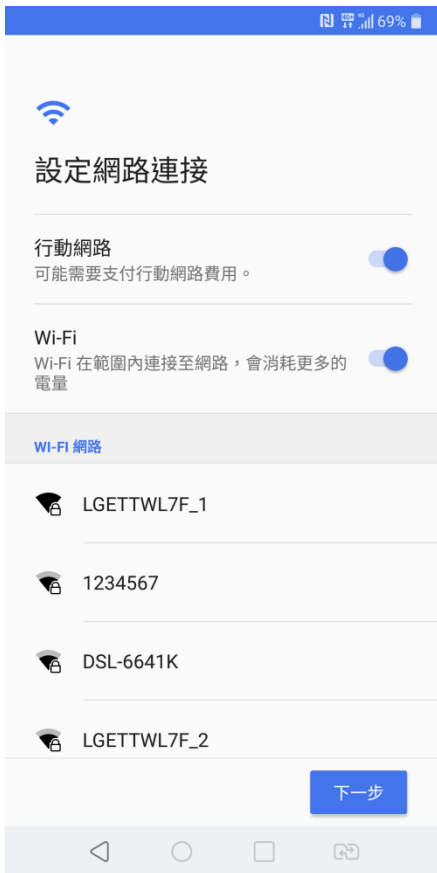 69%
設定網路連接
行動網路
可能需要支付行動網路費用。
Wi-Fi
Wi-Fi 在範圍內連接至網路，會消耗更多的
電量
WI-FI 網路
LGETTWL7F_1
1234567
DSL-6641K
LGETTWL7F_2
下一步